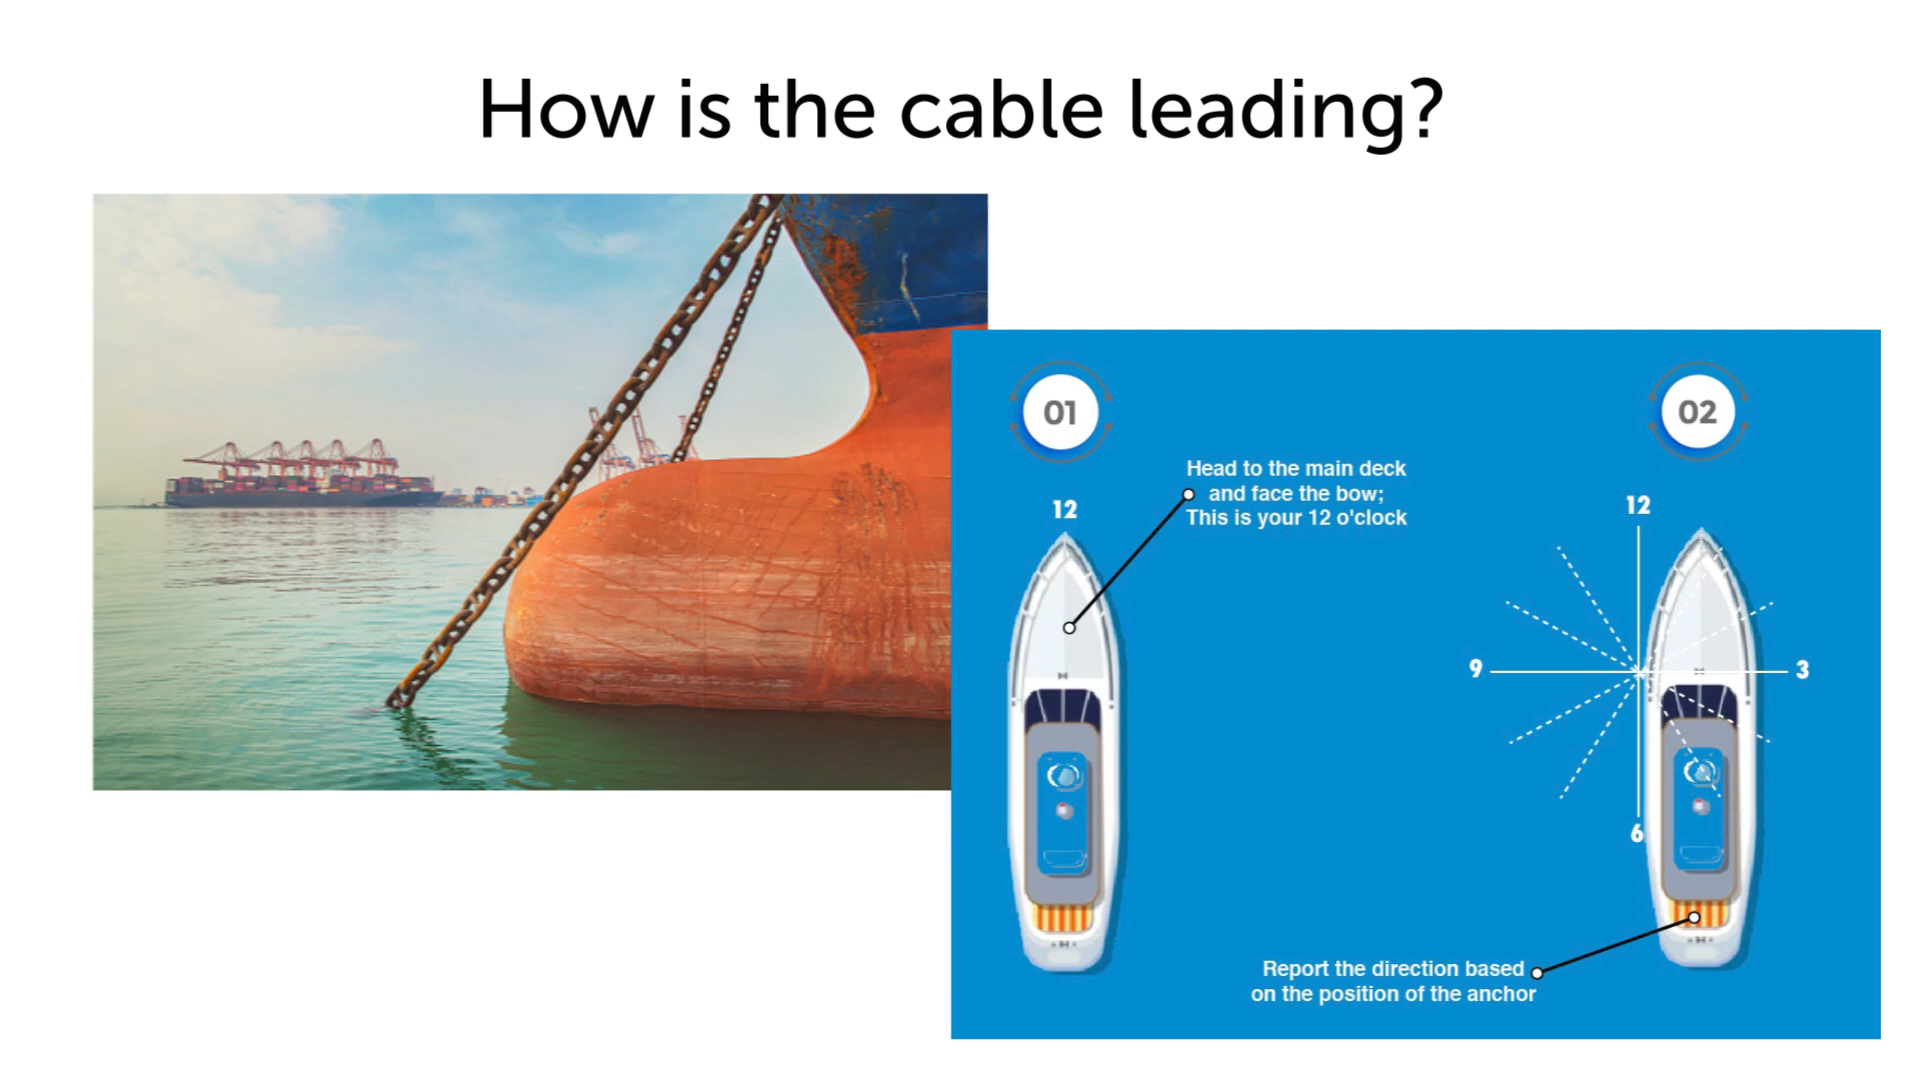 How is the cable leading?
01
02
Head to the main deck
and face the bow;
This is your 12 o'clock
12
12
9
3
6
Report the direction based
on the position of the anchor